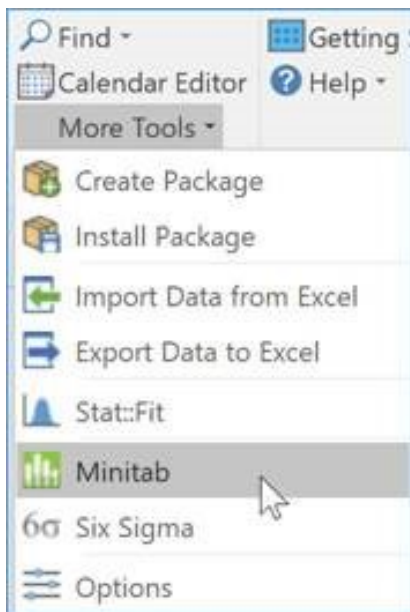 Find
Getting
Calendar Editor
Help
More Tools
Create Package
Install Package
Import Data from Excel
Export Data to Excel
Stat::Fit
Minitab
6σ Six Sigma
Options